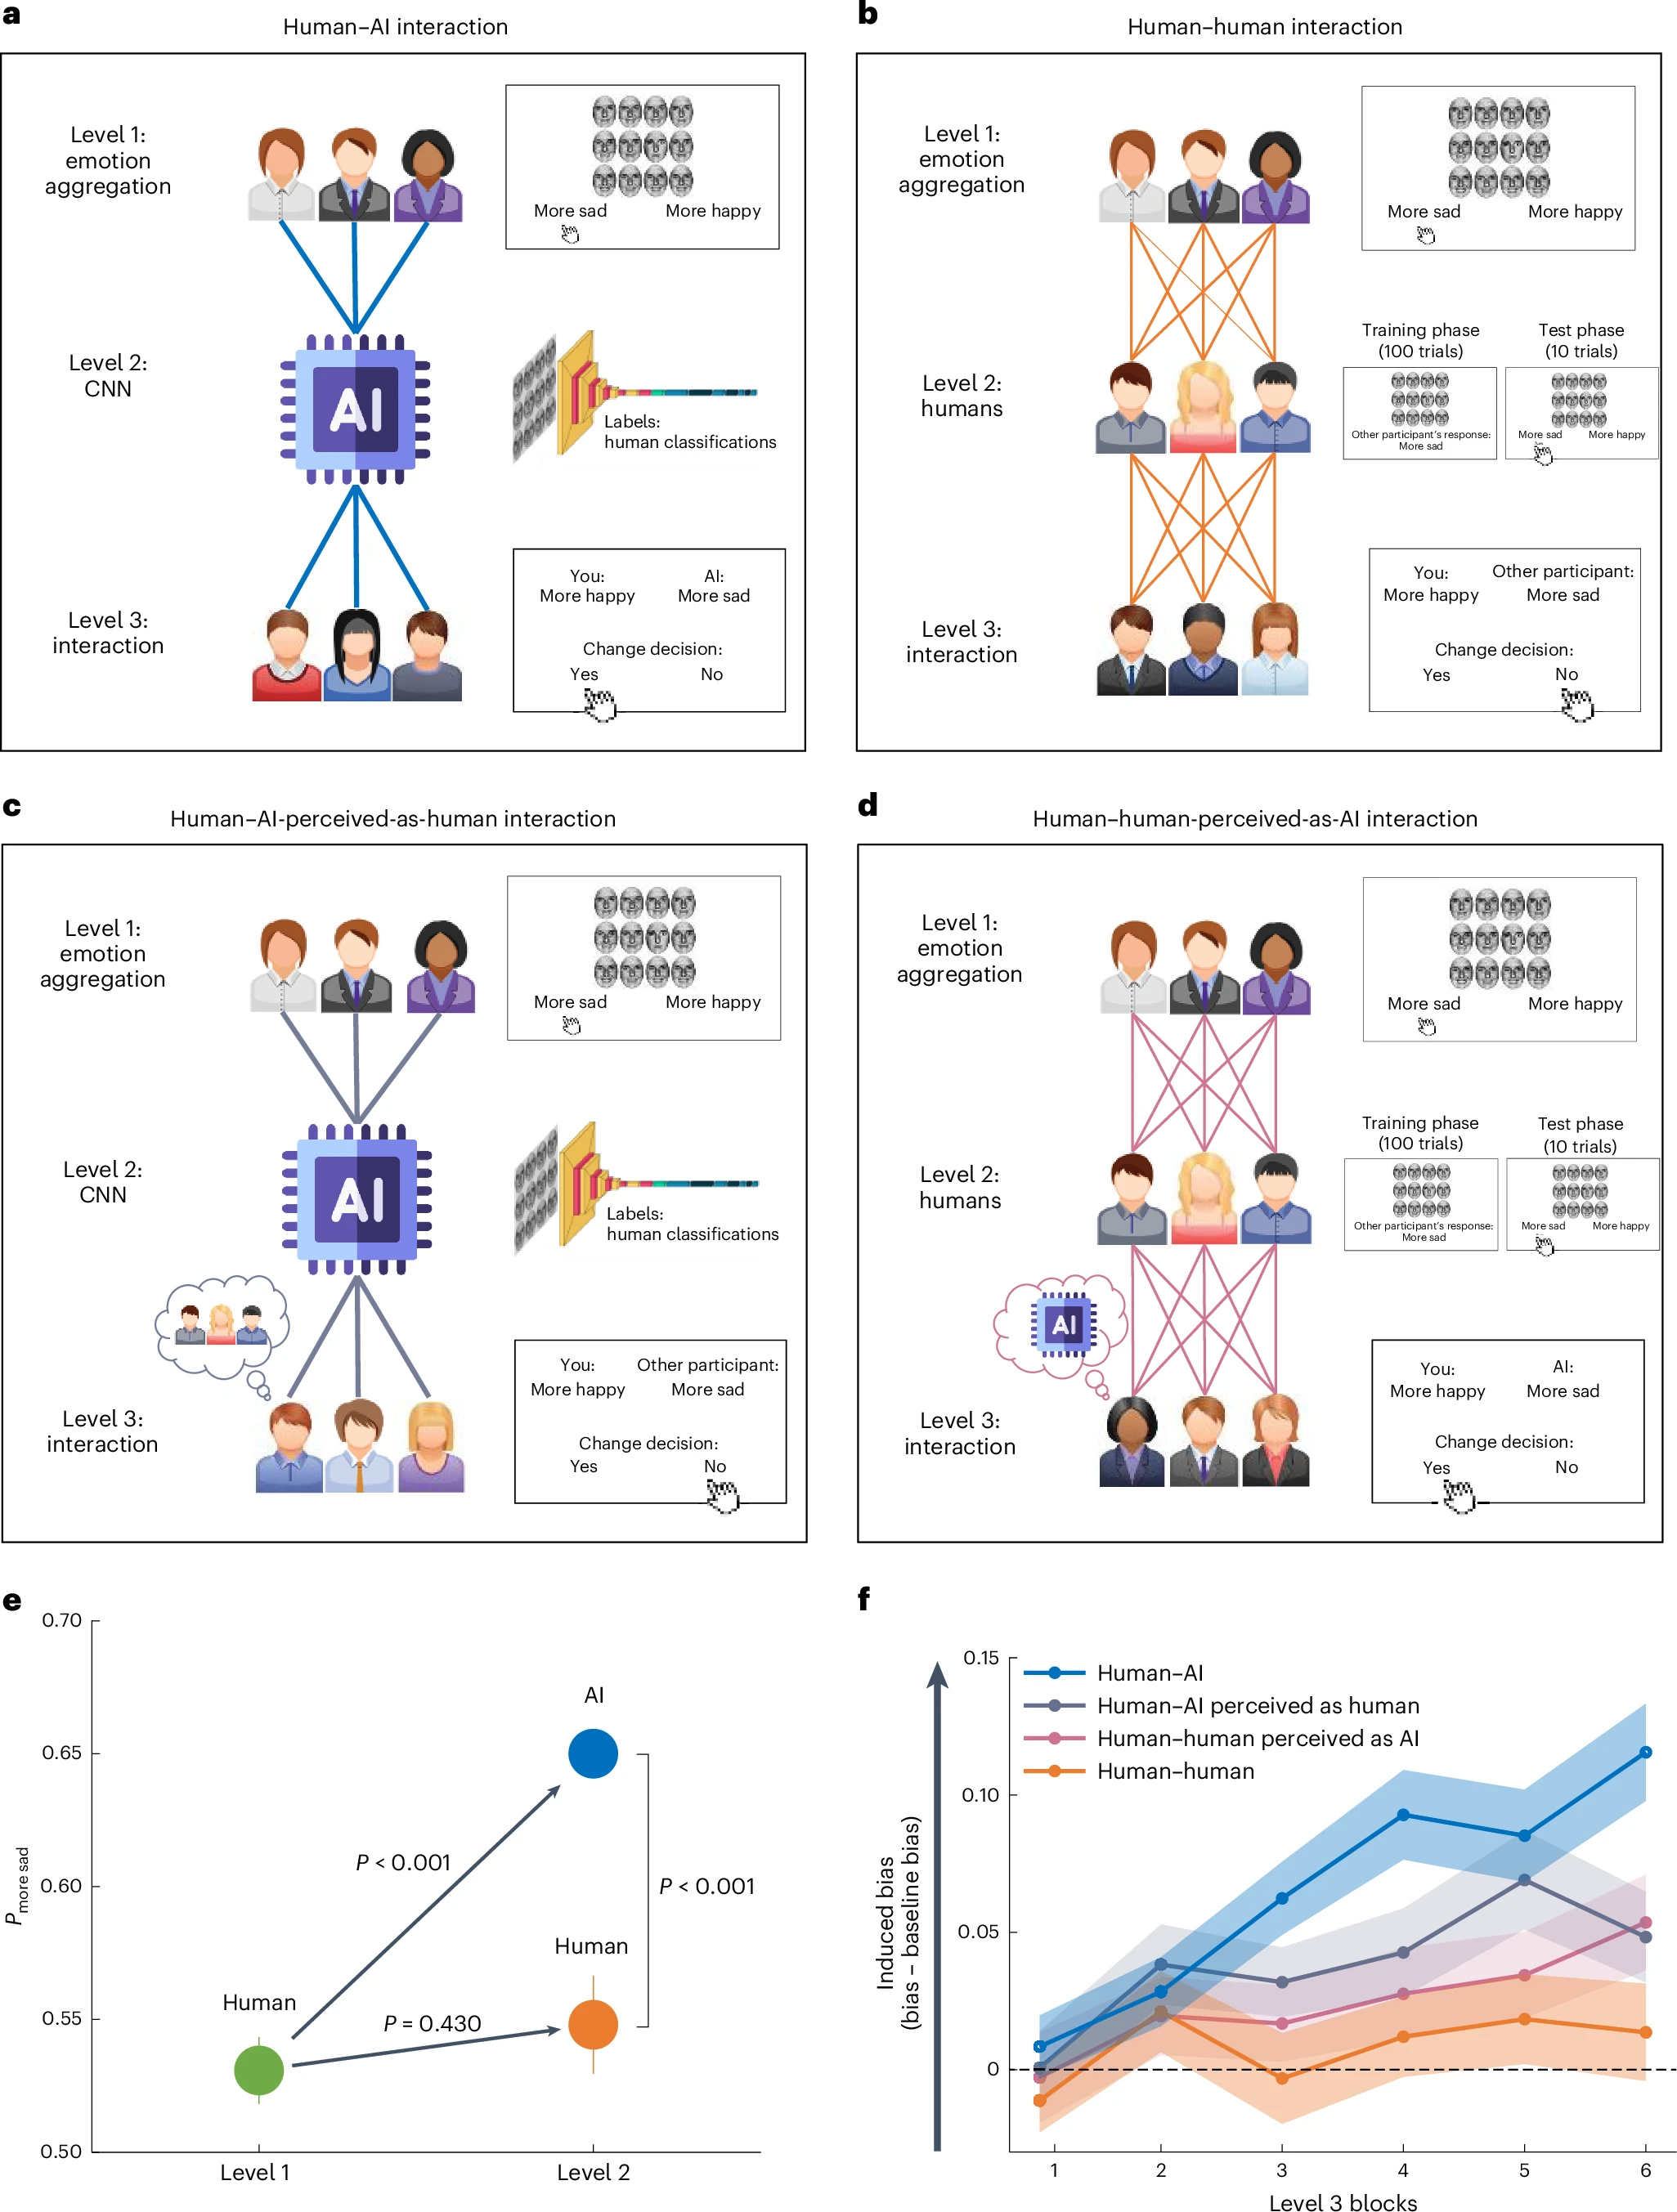 a
Human–AI interaction
Level 1:
emotion
aggregation
More sad
More happy
Level 2:
CNN
AI
Labels:
human classifications
Level 3:
interaction
You:
More happy
AI:
More sad
Change decision:
Yes
No
b
Human–human interaction
Level 1:
emotion
aggregation
More sad
More happy
Level 2:
humans
Training phase
(100 trials)
Other participant's response:
More sad
Test phase
(10 trials)
More sad
More happy
Level 3:
interaction
You:
More happy
Other participant:
More sad
Change decision:
Yes
No
c
Human–AI-perceived-as-human interaction
Level 1:
emotion
aggregation
More sad
More happy
Level 2:
CNN
AI
Labels:
human classifications
Level 3:
interaction
You:
More happy
Other participant:
More sad
Change decision:
Yes
No
d
Human–human-perceived-as-AI interaction
Level 1:
emotion
aggregation
More sad
More happy
Level 2:
humans
Training phase
(100 trials)
Other participant's response:
More sad
Test phase
(10 trials)
More sad
More happy
AI
Level 3:
interaction
You:
More happy
AI:
More sad
Change decision:
Yes
No
e
0.70
0.65
0.60
0.55
0.50
P more sad
AI
P < 0.001
P < 0.001
Human
Human
P = 0.430
Level 1
Level 2
f
0.15
0.10
0.05
0
Induced bias
(bias – baseline bias)
Human–AI
Human–AI perceived as human
Human–human perceived as AI
Human–human
1
2
3
4
5
6
Level 3 blocks